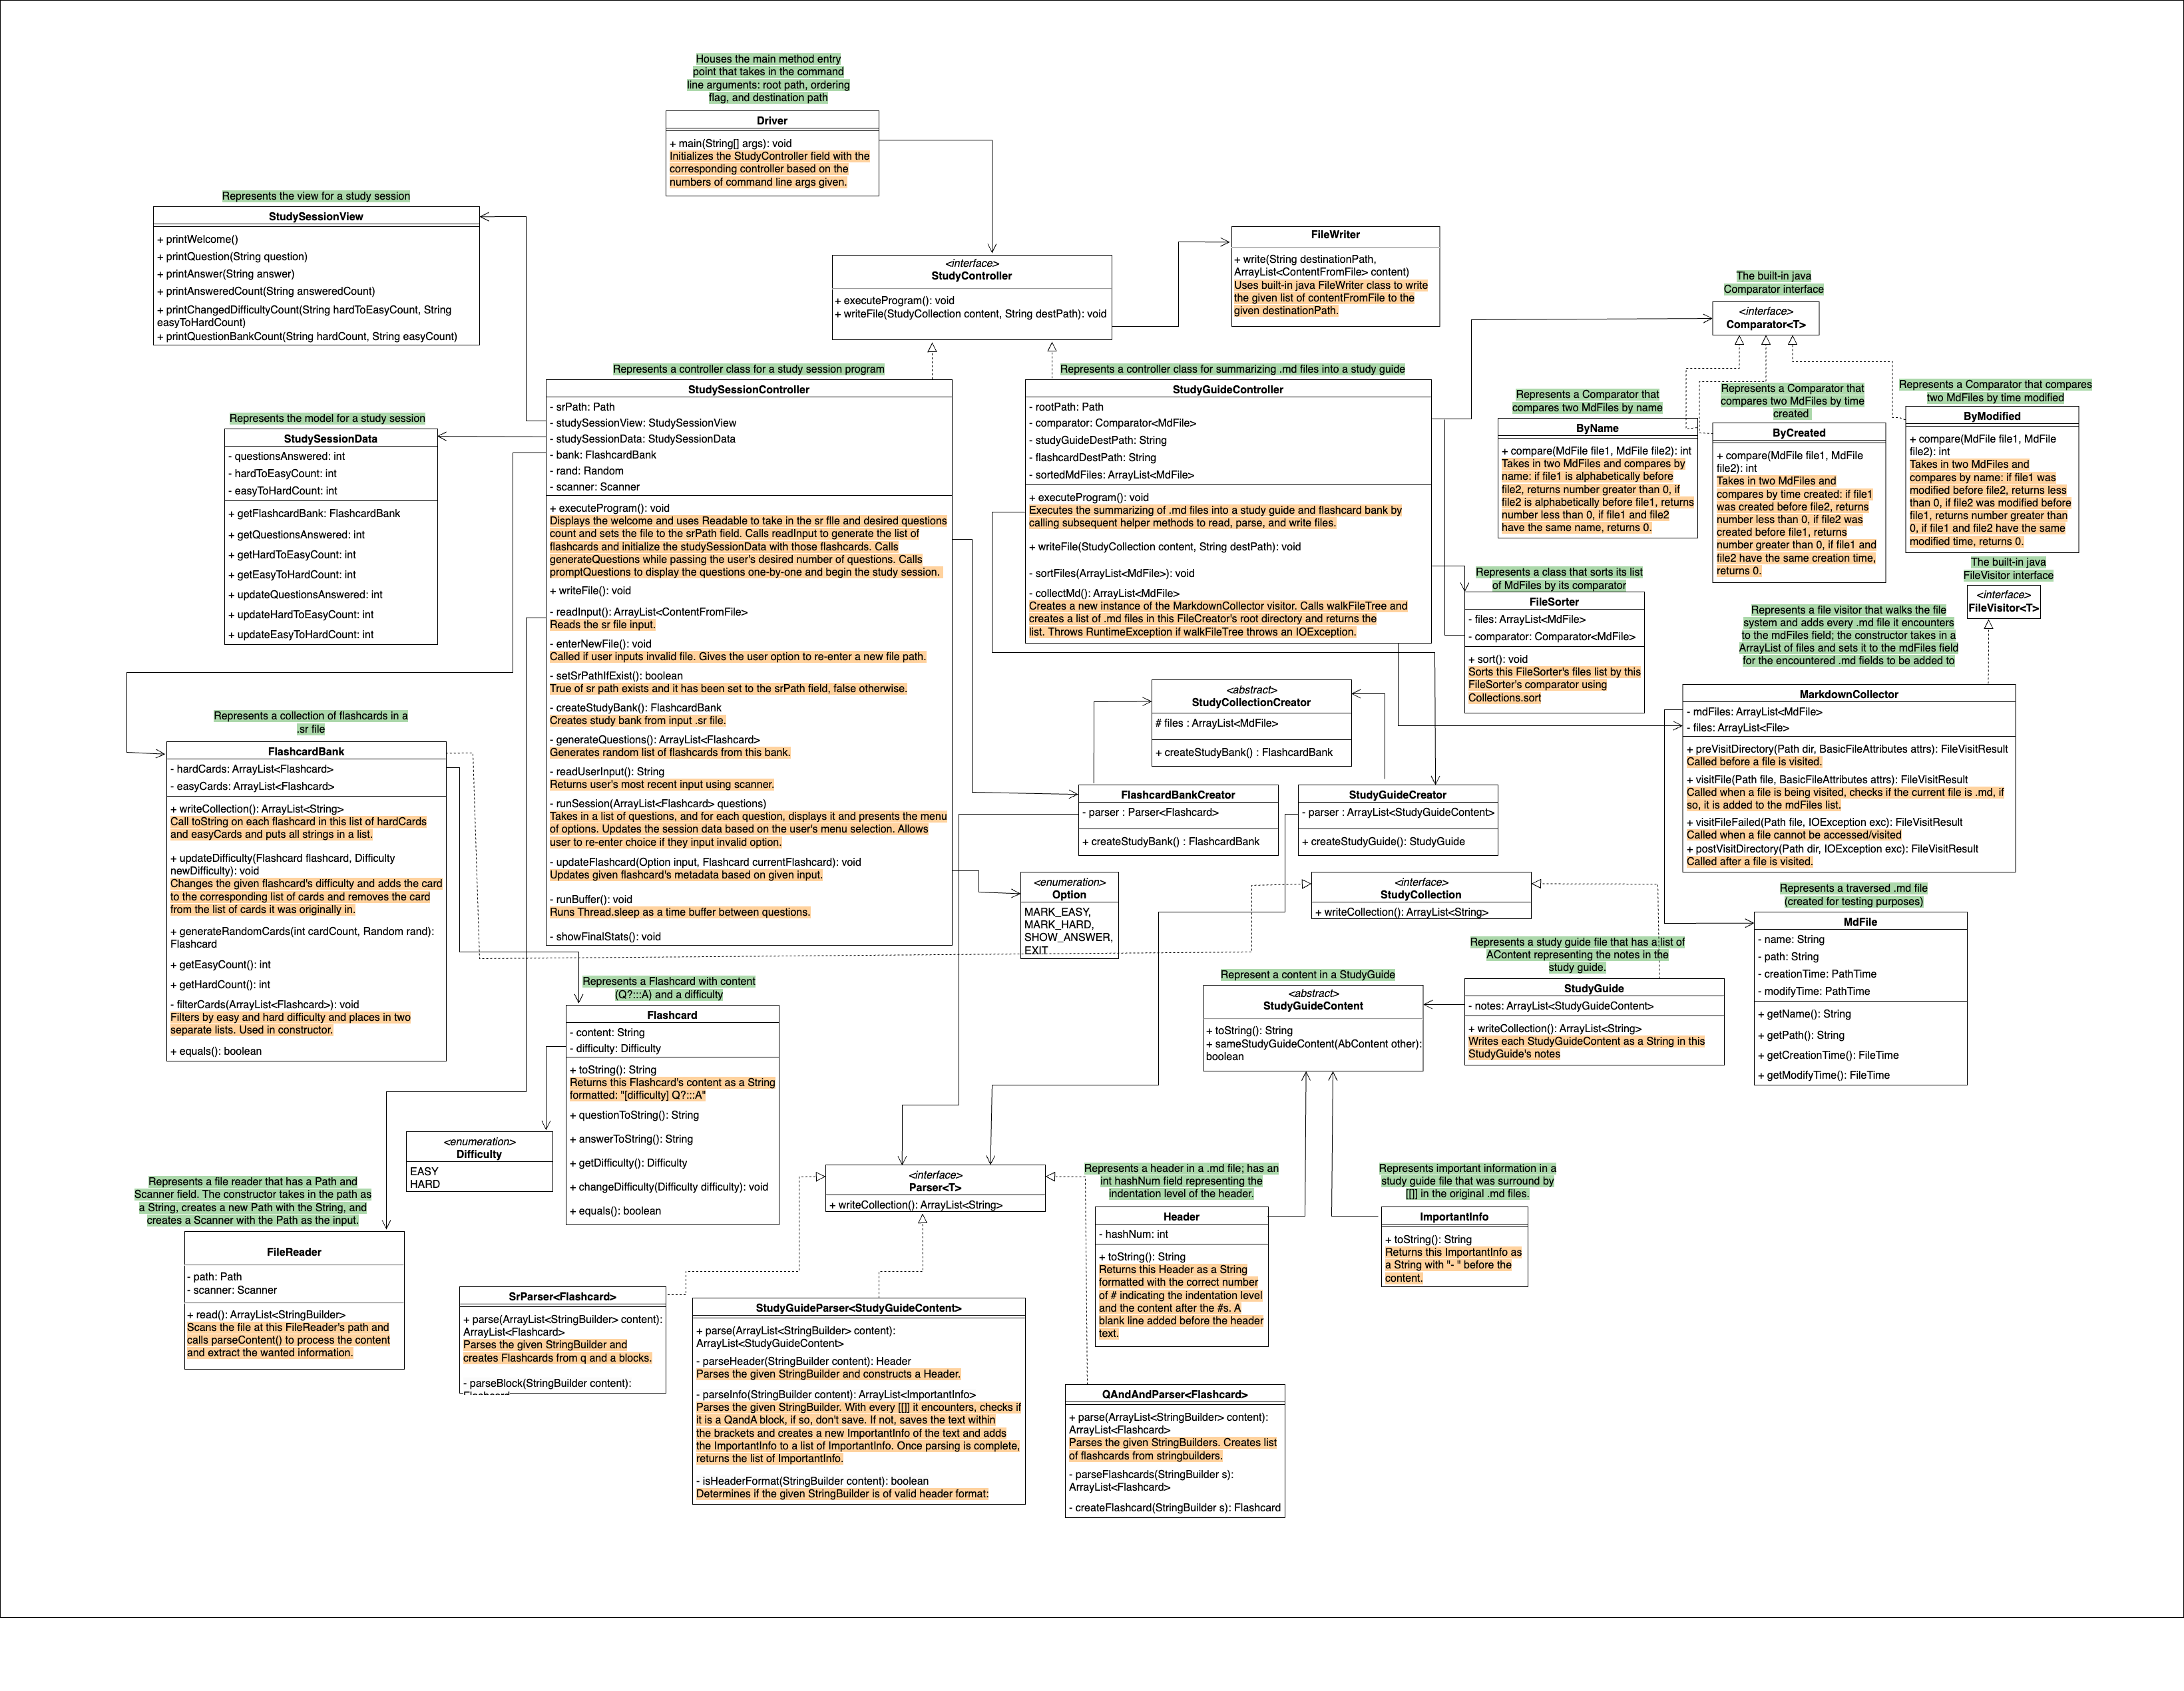 Houses the main method entry
point that takes in the command
line arguments: root path, ordering
flag, and destination path
Driver
+ main(String[] args): void
Initializes the StudyController field with the
corresponding controller based on the
numbers of command line args given.
Represents the view for a study session
StudySessionView
+ printWelcome()
+ printQuestion(String question)
+ printAnswer(String answer)
+ printAnsweredCount(String answeredCount)
+ printChangedDifficultyCount(String hardToEasyCount, String
easyToHardCount)
+ printQuestionBankCount(String hardCount, String easyCount)
<interface>
StudyController
+ executeProgram(): void
+ writeFile(StudyCollection content, String destPath): void
FileWriter
+ write(String destinationPath,
ArrayList<ContentFromFile> content)
Uses built-in java FileWriter class to write
the given list of contentFromFile to the
given destinationPath.
The built-in java
Comparator interface
<interface>
Comparator<T>
Represents the model for a study session
StudySessionData
- questionsAnswered: int
- hardToEasyCount: int
- easyToHardCount: int
+ getFlashcardBank: FlashcardBank
+ getQuestionsAnswered: int
+ getHardToEasyCount: int
+ getEasyToHardCount: int
+ updateQuestionsAnswered: int
+ updateHardToEasyCount: int
+ updateEasyToHardCount: int
Represents a controller class for a study session program
StudySessionController
- srPath: Path
- studySessionView: StudySessionView
- studySessionData: StudySessionData
- bank: FlashcardBank
- rand: Random
- scanner: Scanner
+ executeProgram(): void
Displays the welcome and uses Readable to take in the sr file and desired questions
count and sets the file to the srPath field. Calls readInput to generate the list of
flashcards and initialize the studySessionData with those flashcards. Calls
generateQuestions while passing the user's desired number of questions. Calls
promptQuestions to display the questions one-by-one and begin the study session.
+ writeFile(): void
- readInput(): ArrayList<ContentFromFile>
Reads the sr file input.
- enterNewFile(): void
Called if user inputs invalid file. Gives the user option to re-enter a new file path.
- setSrPathIfExist(): boolean
True of sr path exists and it has been set to the srPath field, false otherwise.
- createStudyBank(): FlashcardBank
Creates study bank from input .sr file.
- generateQuestions(): ArrayList<Flashcard>
Generates random list of flashcards from this bank.
- readUserInput(): String
Returns user's most recent input using scanner.
- runSession(ArrayList<Flashcard> questions)
Takes in a list of questions, and for each question, displays it and presents the menu
of options. Updates the session data based on the user's menu selection. Allows
user to re-enter choice if they input invalid option.
- updateFlashcard(Option input, Flashcard currentFlashcard): void
Updates given flashcard's metadata based on given input.
- runBuffer(): void
Runs Thread.sleep as a time buffer between questions.
- showFinalStats(): void
Represents a controller class for summarizing .md files into a study guide
StudyGuideController
- rootPath: Path
- comparator: Comparator<MdFile>
- studyGuideDestPath: String
- flashcardDestPath: String
- sortedMdFiles: ArrayList<MdFile>
+ executeProgram(): void
Executes the summarizing of .md files into a study guide and flashcard bank by
calling subsequent helper methods to read, parse, and write files.
+ writeFile(StudyCollection content, String destPath): void
- sortFiles(ArrayList<MdFile>): void
- collectMd(): ArrayList<MdFile>
Creates a new instance of the MarkdownCollector visitor. Calls walkFileTree and
creates a list of .md files in this FileCreator's root directory and returns the
list. Throws RuntimeException if walkFileTree throws an IOException.
Represents a Comparator that
compares two MdFiles by name
ByName
+ compare(MdFile file1, MdFile file2): int
Takes in two MdFiles and compares by
name: if file1 is alphabetically before
file2, returns number greater than 0, if
file2 is alphabetically before file1, returns
number less than 0, if file1 and file2
have the same name, returns 0.
Represents a Comparator that
compares two MdFiles by time
created
ByCreated
+ compare(MdFile file1, MdFile
file2): int
Takes in two MdFiles and
compares by time created: if file1
was created before file2, returns
number less than 0, if file2 was
created before file1, returns
number greater than 0, if file1 and
file2 have the same creation time,
returns 0.
Represents a Comparator that compares
two MdFiles by time modified
ByModified
+ compare(MdFile file1, MdFile
file2): int
Takes in two MdFiles and
compares by name: if file1 was
modified before file2, returns less
than 0, if file2 was modified before
file1, returns number greater than
0, if file1 and file2 have the same
modified time, returns 0.
Represents a class that sorts its list
of MdFiles by its comparator
FileSorter
- files: ArrayList<MdFile>
- comparator: Comparator<MdFile>
+ sort(): void
Sorts this FileSorter's files list by this
FileSorter's comparator using
Collections.sort
The built-in java
FileVisitor interface
<interface>
FileVisitor<T>
Represents a file visitor that walks the file
system and adds every .md file it encounters
to the mdFiles field; the constructor takes in a
ArrayList of files and sets it to the mdFiles field
for the encountered .md fields to be added to
MarkdownCollector
- mdFiles: ArrayList<MdFile>
- files: ArrayList<File>
+ preVisitDirectory(Path dir, BasicFileAttributes attrs): FileVisitResult
Called before a file is visited.
+ visitFile(Path file, BasicFileAttributes attrs): FileVisitResult
Called when a file is being visited, checks if the current file is .md, if
so, it is added to the mdFiles list.
+ visitFileFailed(Path file, IOException exc): FileVisitResult
Called when a file cannot be accessed/visited
+ postVisitDirectory(Path dir, IOException exc): FileVisitResult
Called after a file is visited.
<abstract>
StudyCollectionCreator
# files : ArrayList<MdFile>
+ createStudyBank() : FlashcardBank
FlashcardBankCreator
- parser : Parser<Flashcard>
+ createStudyBank() : FlashcardBank
StudyGuideCreator
- parser : ArrayList<StudyGuideContent>
+ createStudyGuide(): StudyGuide
Represents a collection of flashcards in a
.sr file
FlashcardBank
- hardCards: ArrayList<Flashcard>
- easyCards: ArrayList<Flashcard>
+ writeCollection(): ArrayList<String>
Call toString on each flashcard in this list of hardCards
and easyCards and puts all strings in a list.
+ updateDifficulty(Flashcard flashcard, Difficulty
newDifficulty): void
Changes the given flashcard's difficulty and adds the card
to the corresponding list of cards and removes the card
from the list of cards it was originally in.
+ generateRandomCards(int cardCount, Random rand):
Flashcard
+ getEasyCount(): int
+ getHardCount(): int
- filterCards(ArrayList<Flashcard>): void
Filters by easy and hard difficulty and places in two
separate lists. Used in constructor.
+ equals(): boolean
<enumeration>
Option
MARK_EASY,
MARK_HARD,
SHOW_ANSWER,
EXIT
<interface>
StudyCollection
+ writeCollection(): ArrayList<String>
Represents a traversed .md file
(created for testing purposes)
MdFile
- name: String
- path: String
- creationTime: PathTime
- modifyTime: PathTime
+ getName(): String
+ getPath(): String
+ getCreationTime(): FileTime
+ getModifyTime(): FileTime
Represents a study guide file that has a list of
AContent representing the notes in the
study guide.
StudyGuide
- notes: ArrayList<StudyGuideContent>
+ writeCollection(): ArrayList<String>
Writes each StudyGuideContent as a String in this
StudyGuide's notes
Represent a content in a StudyGuide
<abstract>
StudyGuideContent
+ toString(): String
+ sameStudyGuideContent(AbContent other):
boolean
Represents a Flashcard with content
(Q?:::A) and a difficulty
Flashcard
- content: String
- difficulty: Difficulty
+ toString(): String
Returns this Flashcard's content as a String
formatted: "[difficulty] Q?:::A"
+ questionToString(): String
+ answerToString(): String
+ getDifficulty(): Difficulty
+ changeDifficulty(Difficulty difficulty): void
+ equals(): boolean
<enumeration>
Difficulty
EASY
HARD
Represents a file reader that has a Path and
Scanner field. The constructor takes in the path as
a String, creates a new Path with the String, and
creates a Scanner with the Path as the input.
FileReader
- path: Path
- scanner: Scanner
+ read(): ArrayList<StringBuilder>
Scans the file at this FileReader's path and
calls parseContent() to process the content
and extract the wanted information.
<interface>
Parser<T>
+ writeCollection(): ArrayList<String>
Represents a header in a .md file; has an
int hashNum field representing the
indentation level of the header.
Header
- hashNum: int
+ toString(): String
Returns this Header as a String
formatted with the correct number
of # indicating the indentation level
and the content after the #s. A
blank line added before the header
text.
Represents important information in a
study guide file that was surround by
[[]] in the original .md files.
ImportantInfo
+ toString(): String
Returns this ImportantInfo as
a String with "- " before the
content.
SrParser<Flashcard>
+ parse(ArrayList<StringBuilder> content):
ArrayList<Flashcard>
Parses the given StringBuilder and
creates Flashcards from q and a blocks.
- parseBlock(StringBuilder content):
StudyGuideParser<StudyGuideContent>
+ parse(ArrayList<StringBuilder> content):
ArrayList<StudyGuideContent>
- parseHeader(StringBuilder content): Header
Parses the given StringBuilder and constructs a Header.
- parseInfo(StringBuilder content): ArrayList<ImportantInfo>
Parses the given StringBuilder. With every [[]] it encounters, checks if
it is a QandA block, if so, don't save. If not, saves the text within
the brackets and creates a new ImportantInfo of the text and adds
the ImportantInfo to a list of ImportantInfo. Once parsing is complete,
returns the list of ImportantInfo.
- isHeaderFormat(StringBuilder content): boolean
Determines if the given StringBuilder is of valid header format:
QAndAndParser<Flashcard>
+ parse(ArrayList<StringBuilder> content):
ArrayList<Flashcard>
Parses the given StringBuilders. Creates list
of flashcards from stringbuilders.
- parseFlashcards(StringBuilder s):
ArrayList<Flashcard>
- createFlashcard(StringBuilder s): Flashcard